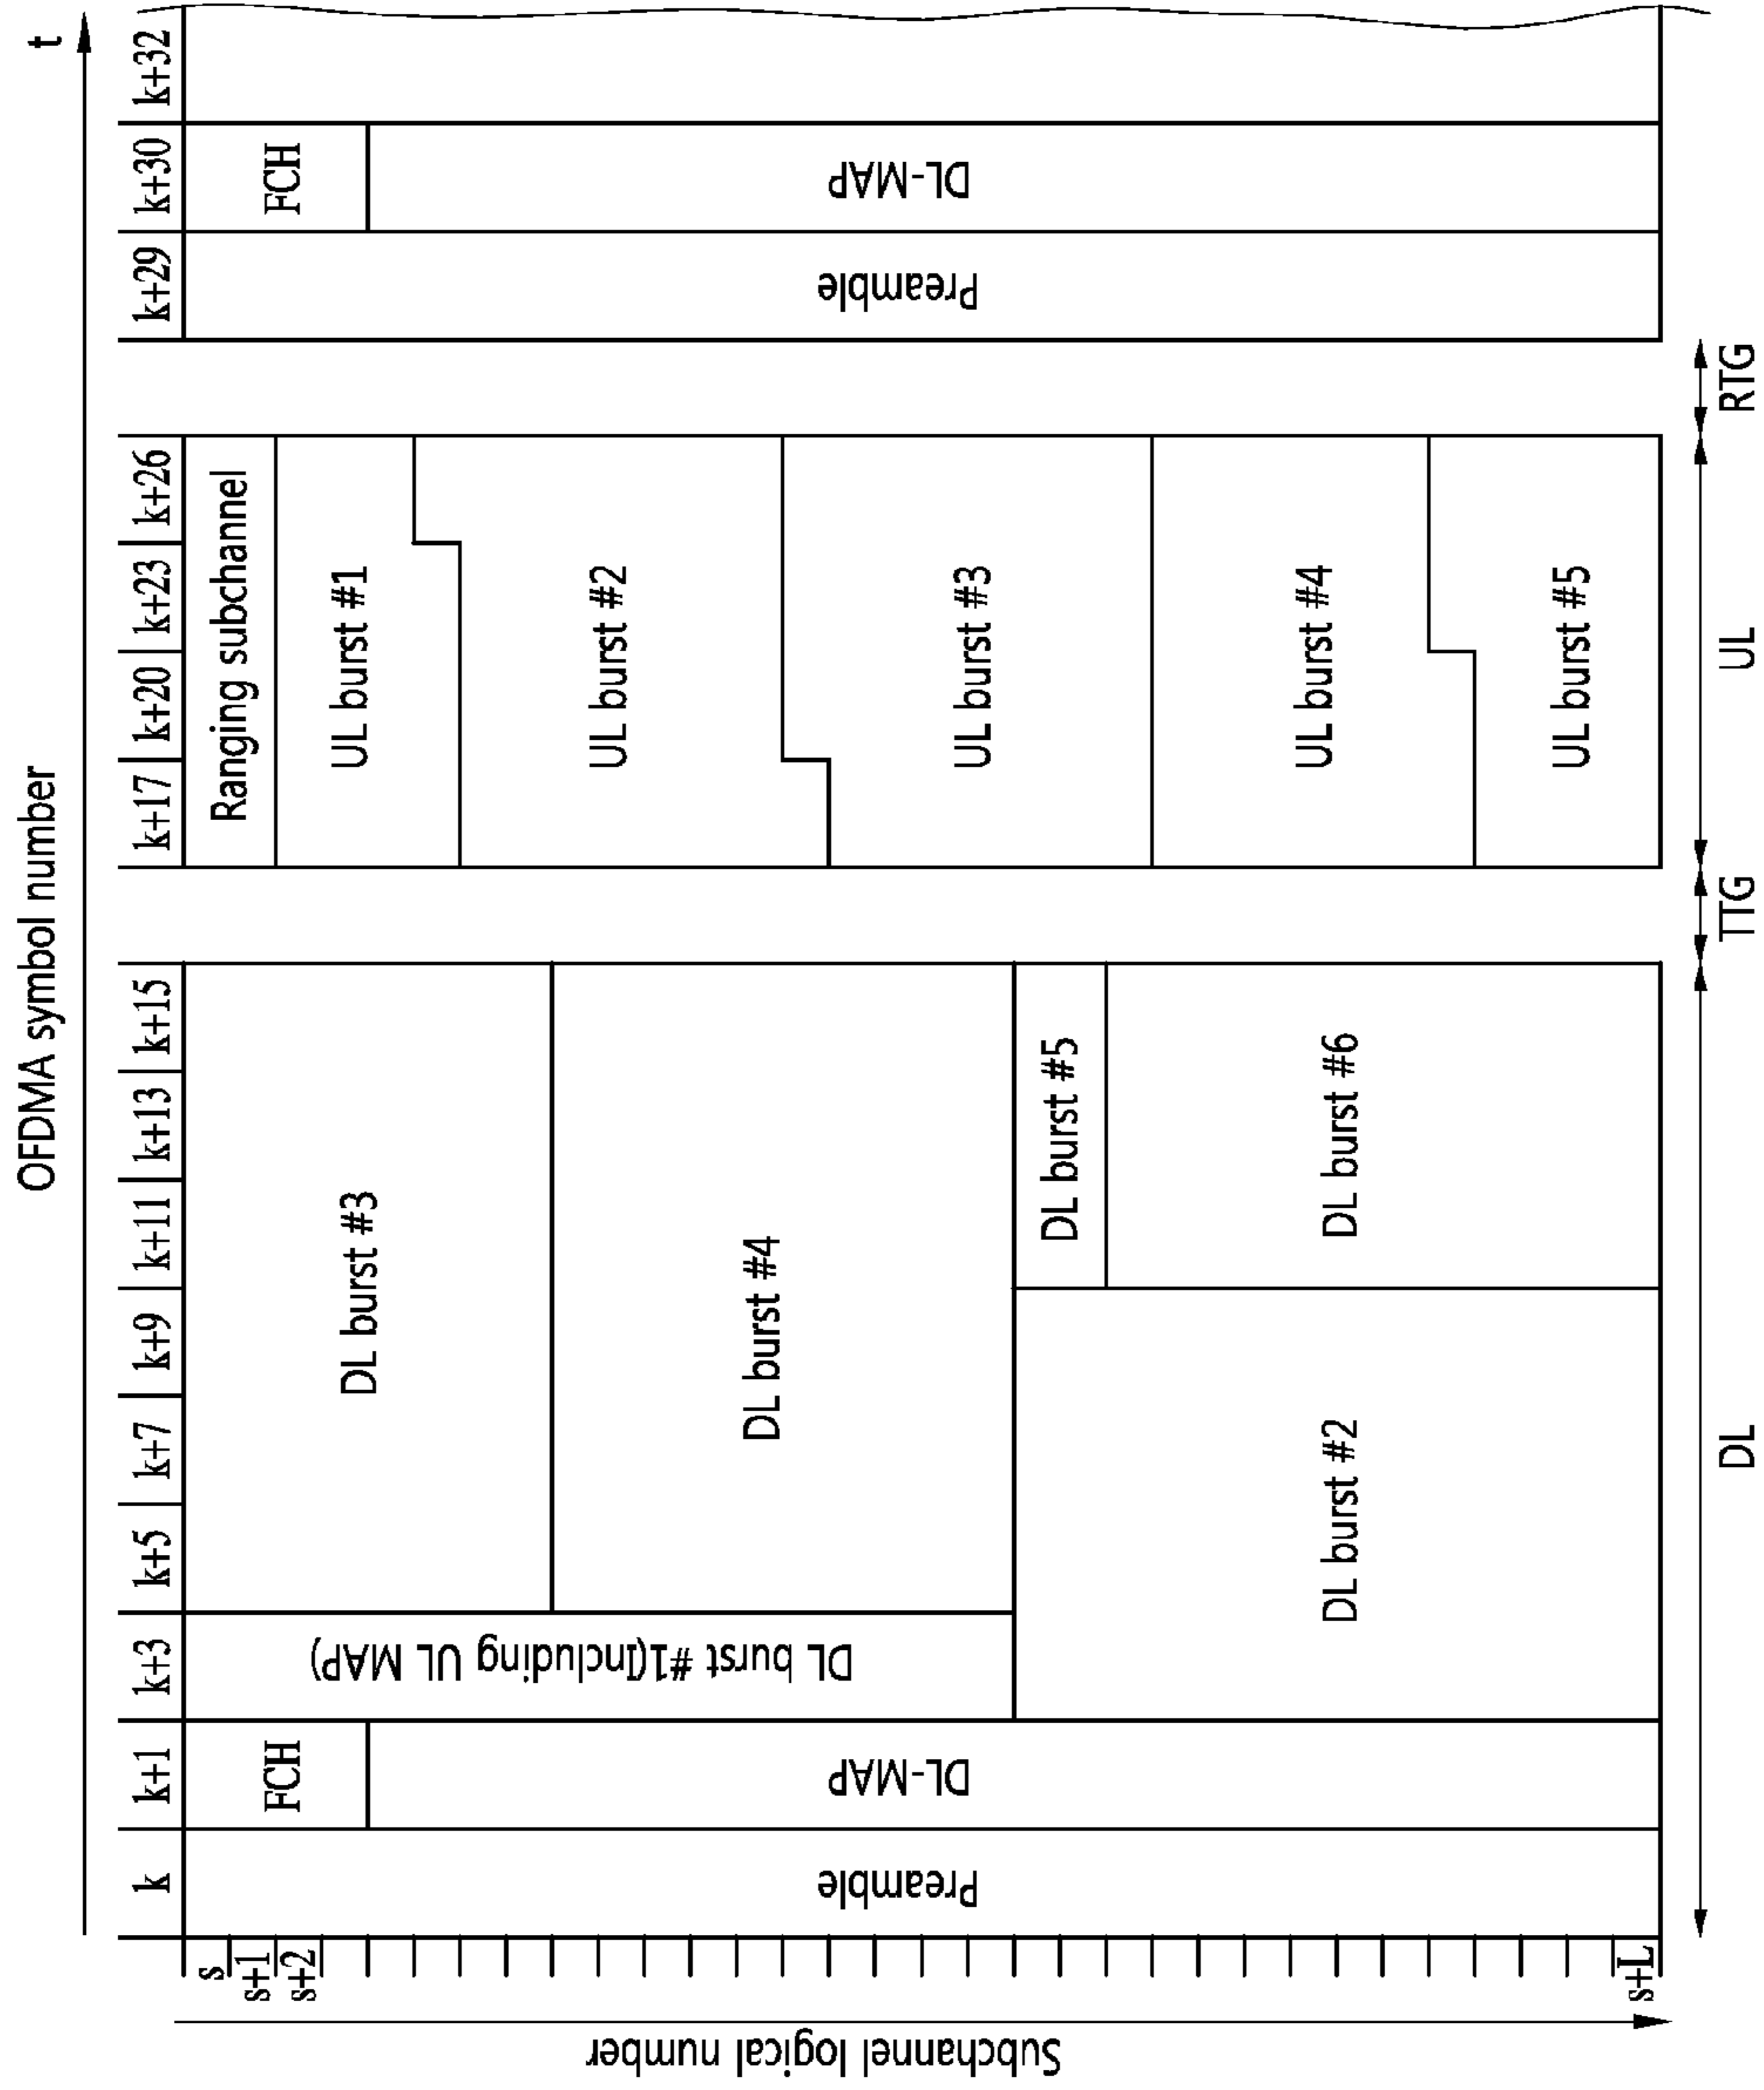 OFDMA symbol number
t
k
k+1
k+3
k+5
k+7
k+9
k+11
k+13
k+15
k+17
k+20
k+23
k+26
k+29
k+30
k+32
Subchannel logical number
s
s+1
s+2
s+L
Preamble
FCH
DL-MAP
DL burst #1(Including UL MAP)
DL burst #3
DL burst #4
DL burst #2
DL burst #5
DL burst #6
Ranging subchannel
UL burst #1
UL burst #2
UL burst #3
UL burst #4
UL burst #5
Preamble
FCH
DL-MAP
DL
TTG
UL
RTG